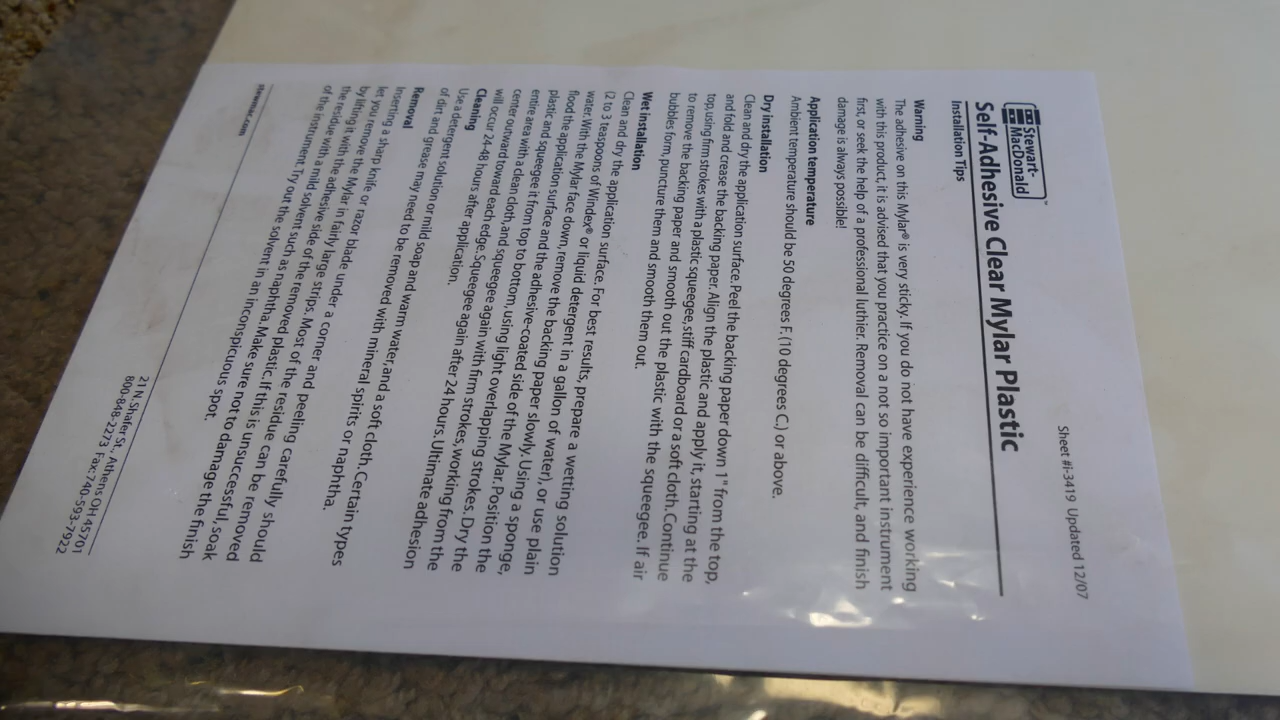 Stewart-
MacDonald™
Sheet #i-3419 Updated 12/07
Self-Adhesive Clear Mylar Plastic
Installation Tips
Warning
The adhesive on this Mylar® is very sticky. If you do not have experience working
with this product, it is advised that you practice on a not so important instrument
first, or seek the help of a professional luthier. Removal can be difficult, and finish
damage is always possible!
Application temperature
Ambient temperature should be 50 degrees F. (10 degrees C.) or above.
Dry installation
Clean and dry the application surface. Peel the backing paper down 1" from the top,
and fold and crease the backing paper. Align the plastic and apply it, starting at the
top, using firm strokes with a plastic squeegee, stiff cardboard or a soft cloth. Continue
to remove the backing paper and smooth out the plastic with the squeegee. If air
bubbles form, puncture them and smooth them out.
Wet installation
Clean and dry the application surface. For best results, prepare a wetting solution
(2 to 3 teaspoons of Windex® or liquid detergent in a gallon of water), or use plain
water. With the Mylar face down, remove the backing paper slowly. Using a sponge,
flood the application surface and the adhesive-coated side of the Mylar. Position the
plastic and squeegee it from top to bottom, using light overlapping strokes. Dry the
entire area with a clean cloth, and squeegee again with firm strokes, working from the
center outward toward each edge. Squeegee again after 24 hours. Ultimate adhesion
will occur 24-48 hours after application.
Cleaning
Use a detergent solution or mild soap and warm water, and a soft cloth. Certain types
of dirt and grease may need to be removed with mineral spirits or naphtha.
Removal
Inserting a sharp knife or razor blade under a corner and peeling carefully should
let you remove the Mylar in fairly large strips. Most of the residue can be removed
by lifting it with the adhesive side of the removed plastic. If this is unsuccessful, soak
the residue with a mild solvent such as naphtha. Make sure not to damage the finish
of the instrument. Try out the solvent in an inconspicuous spot.
stewmac.com
21 N. Shafer St., Athens OH 45701
800-848-2273 Fax: 740-593-7922